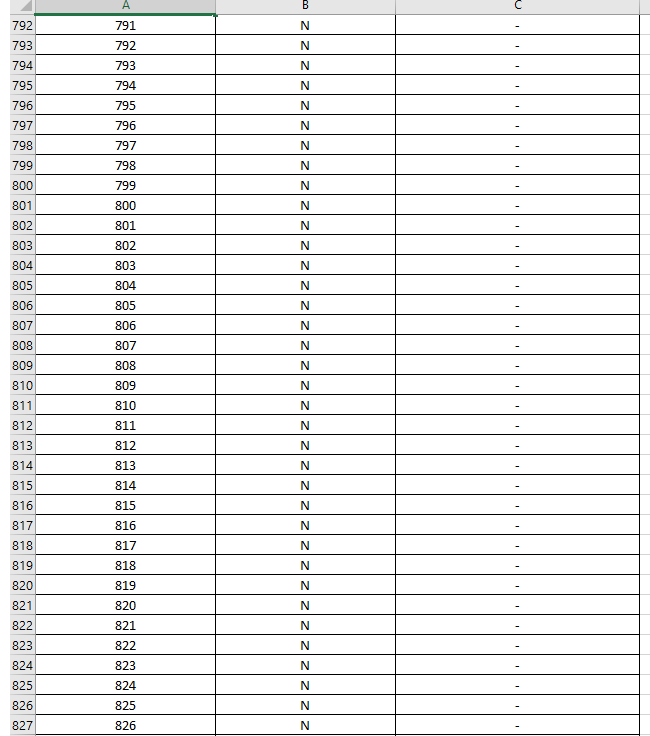 A B C
792 791 N -
793 792 N -
794 793 N -
795 794 N -
796 795 N -
797 796 N -
798 797 N -
799 798 N -
800 799 N -
801 800 N -
802 801 N -
803 802 N -
804 803 N -
805 804 N -
806 805 N -
807 806 N -
808 807 N -
809 808 N -
810 809 N -
811 810 N -
812 811 N -
813 812 N -
814 813 N -
815 814 N -
816 815 N -
817 816 N -
818 817 N -
819 818 N -
820 819 N -
821 820 N -
822 821 N -
823 822 N -
824 823 N -
825 824 N -
826 825 N -
827 826 N -